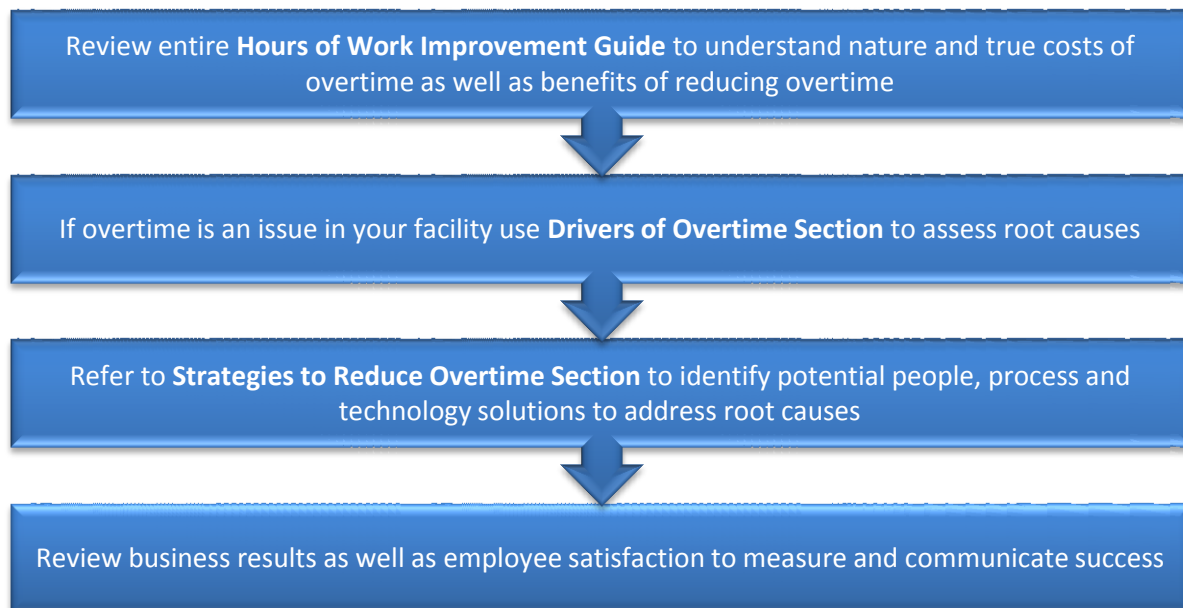 Review entire Hours of Work Improvement Guide to understand nature and true costs of
overtime as well as benefits of reducing overtime
If overtime is an issue in your facility use Drivers of Overtime Section to assess root causes
Refer to Strategies to Reduce Overtime Section to identify potential people, process and
technology solutions to address root causes
Review business results as well as employee satisfaction to measure and communicate success